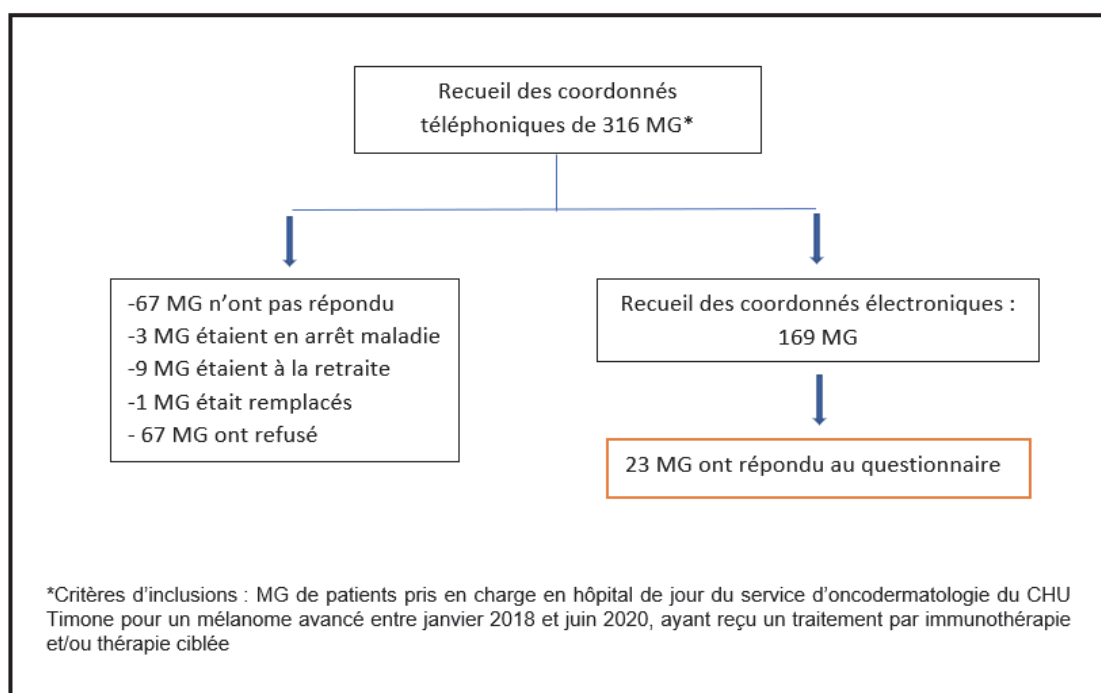 Recueil des coordonnés
téléphoniques de 316 MG*
-67 MG n'ont pas répondu
-3 MG étaient en arrêt maladie
-9 MG étaient à la retraite
-1 MG était remplacés
- 67 MG ont refusé
Recueil des coordonnés électroniques :
169 MG
23 MG ont répondu au questionnaire
*Critères d'inclusions : MG de patients pris en charge en hôpital de jour du service d'oncodermatologie du CHU
Timone pour un mélanome avancé entre janvier 2018 et juin 2020, ayant reçu un traitement par immunothérapie
et/ou thérapie ciblée